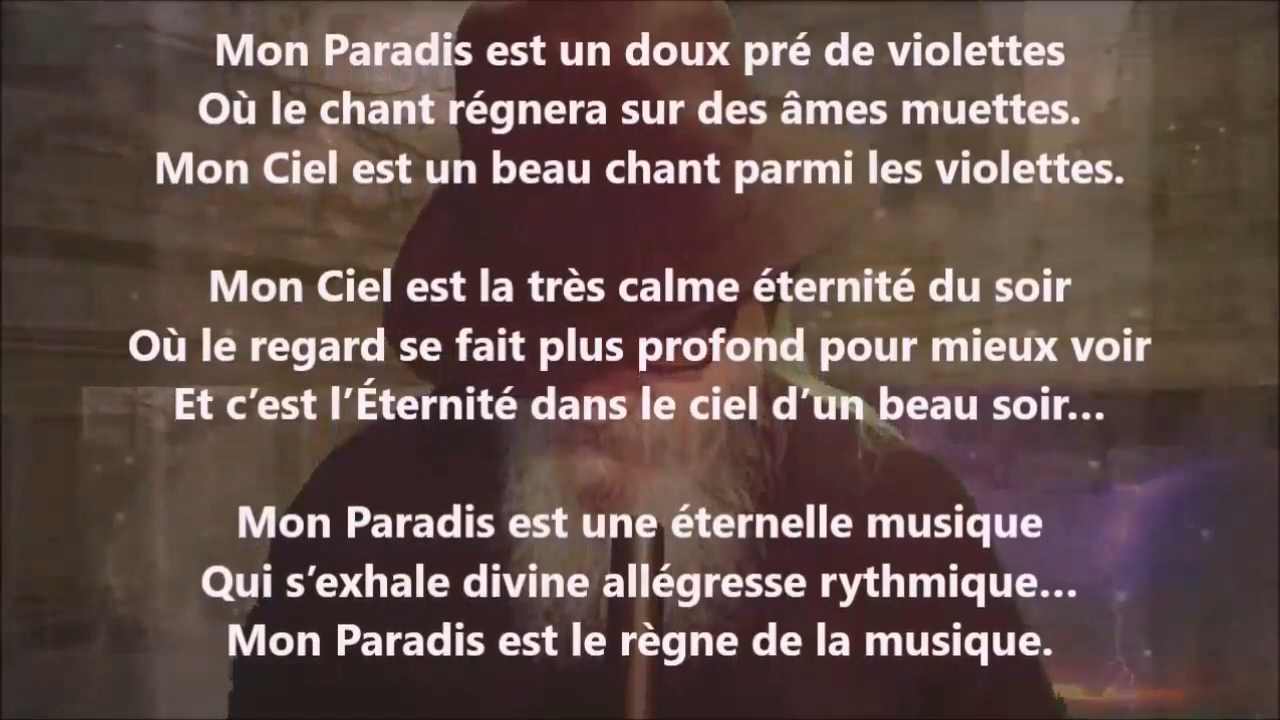 Mon Paradis est un doux pré de violettes
Où le chant régnera sur des âmes muettes.
Mon Ciel est un beau chant parmi les violettes.
Mon Ciel est la très calme éternité du soir
Où le regard se fait plus profond pour mieux voir
Et c’est l’Éternité dans le ciel d’un beau soir…
Mon Paradis est une éternelle musique
Qui s’exhale divine allégresse rythmique…
Mon Paradis est le règne de la musique.